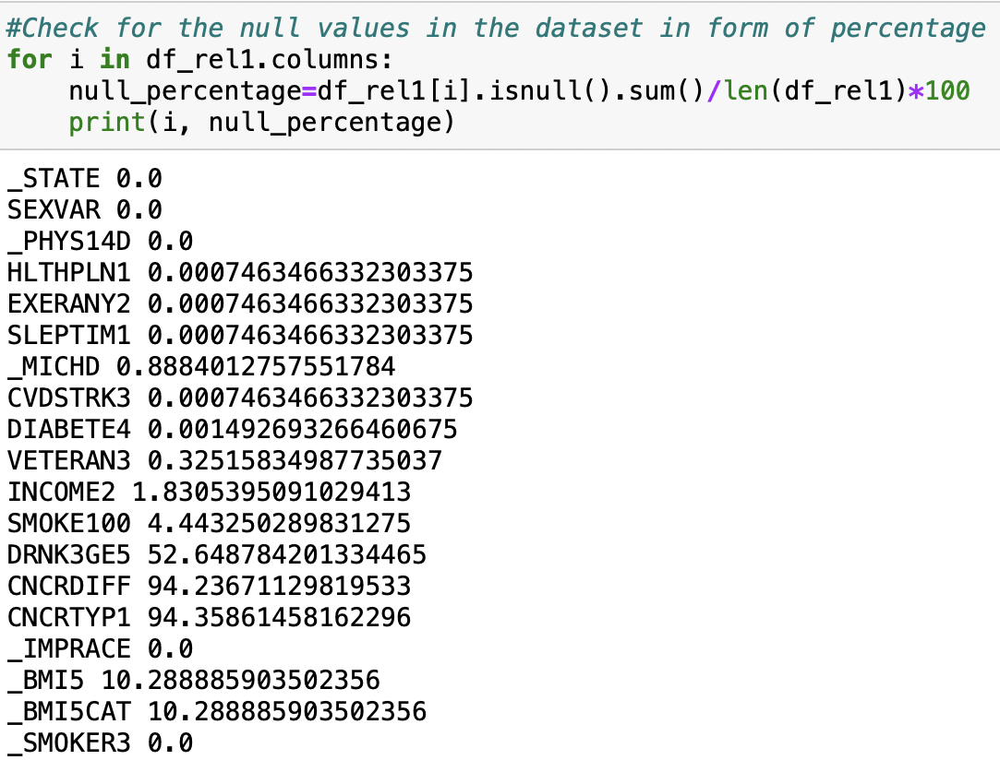 #Check for the null values in the dataset in form of percentage
for i in df_rel1.columns:
    null_percentage=df_rel1[i].isnull().sum()/len(df_rel1)*100
    print(i, null_percentage)
_STATE 0.0
SEXVAR 0.0
_PHYS14D 0.0
HLTHPLN1 0.0007463466332303375
EXERANY2 0.0007463466332303375
SLEPTIM1 0.0007463466332303375
_MICHD 0.8884012757551784
CVDSTRK3 0.0007463466332303375
DIABETE4 0.001492693266460675
VETERAN3 0.32515834987735037
INCOME2 1.8305395091029413
SMOKE100 4.443250289831275
DRNK3GE5 52.648784201334465
CNCRDIFF 94.23671129819533
CNCRTYP1 94.35861458162296
_IMPRACE 0.0
_BMI5 10.288885903502356
_BMI5CAT 10.288885903502356
_SMOKER3 0.0